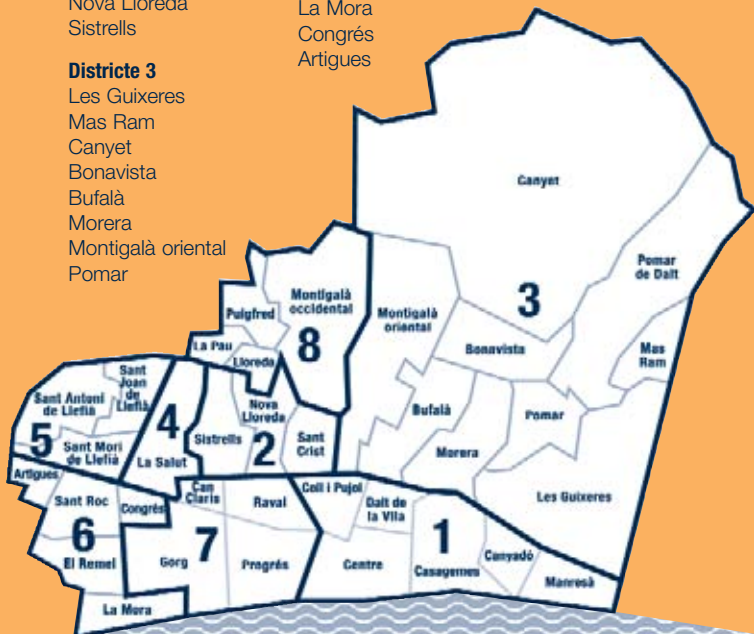 Nova Lloreda
Sistrells
Districte 3
Les Guixeres
Mas Ram
Canyet
Bonavista
Bufalà
Morera
Montigalà oriental
Pomar
La Mora
Congrés
Artigues
Canyet
Pomar
de Dalt
3
Montigalà
occidental
Puigfred
8
Montigalà
oriental
La Pau
Lloreda
Bonavista
Mas
Ram
Sant
Joan
de
Llefià
Sant Antoni
de Llefià
5
Sant Mori
de Llefià
4
La Salut
Nova
Lloreda
Sistrells
2
Sant
Crist
Bufalà
Morera
Pomar
Les Guixeres
Artigues
Sant Roc
Congrés
6
El Remei
La Mora
Can
Claris
Raval
7
Gorg
Progrés
Coll i Pujol
Dalt de
la Vila
1
Centre
Casagemes
Canyadó
Manresà